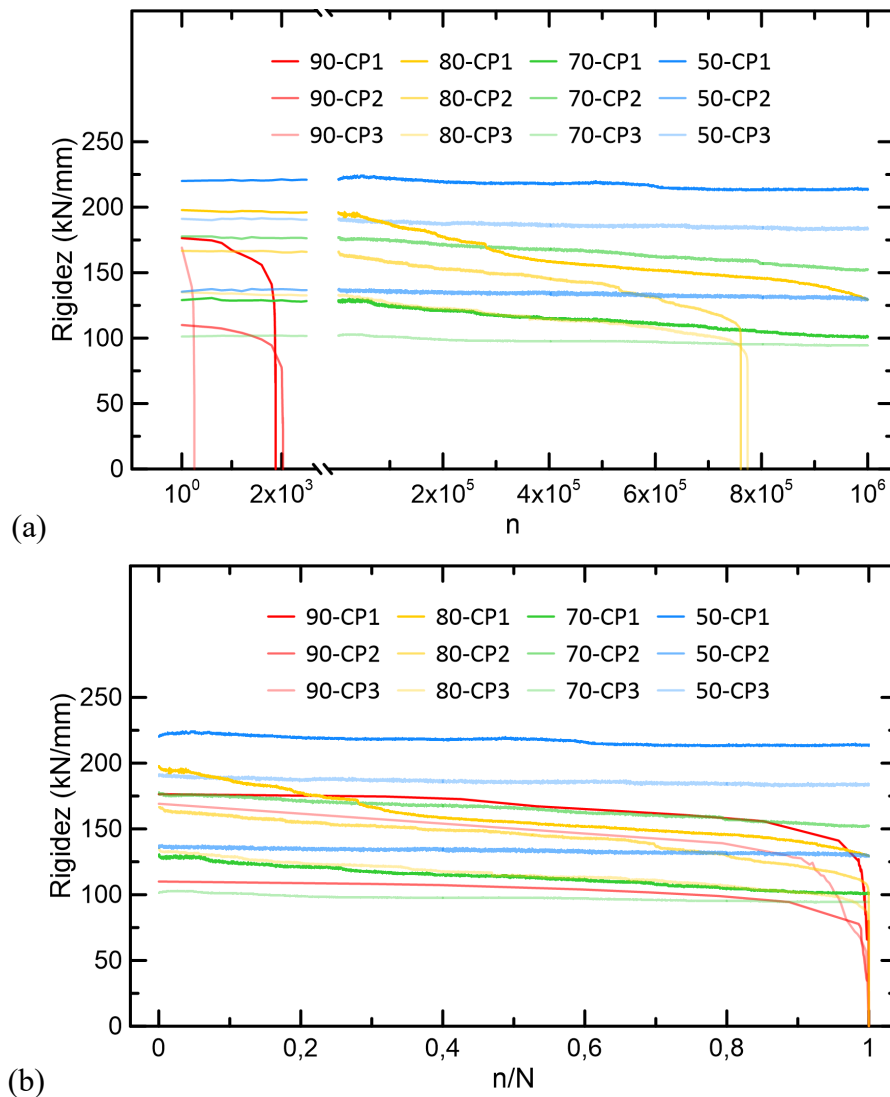 90-CP1 80-CP1 70-CP1 50-CP1
90-CP2 80-CP2 70-CP2 50-CP2
90-CP3 80-CP3 70-CP3 50-CP3
Rigidez (kN/mm)
250
200
150
100
50
0
10⁰ 2x10³ 2x10⁵ 4x10⁵ 6x10⁵ 8x10⁵ 10⁶
n
(a)
90-CP1 80-CP1 70-CP1 50-CP1
90-CP2 80-CP2 70-CP2 50-CP2
90-CP3 80-CP3 70-CP3 50-CP3
Rigidez (kN/mm)
250
200
150
100
50
0
0 0,2 0,4 0,6 0,8 1
n/N
(b)